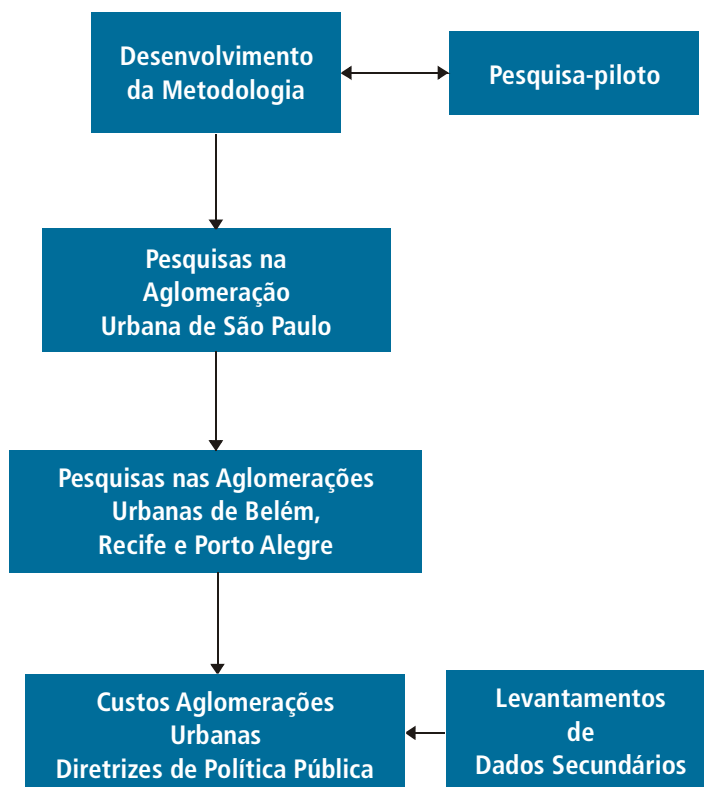 Desenvolvimento
da Metodologia
Pesquisa-piloto
Pesquisas na
Aglomeração
Urbana de São Paulo
Pesquisas nas Aglomerações
Urbanas de Belém,
Recife e Porto Alegre
Custos Aglomerações
Urbanas
Diretrizes de Política Pública
Levantamentos
de
Dados Secundários